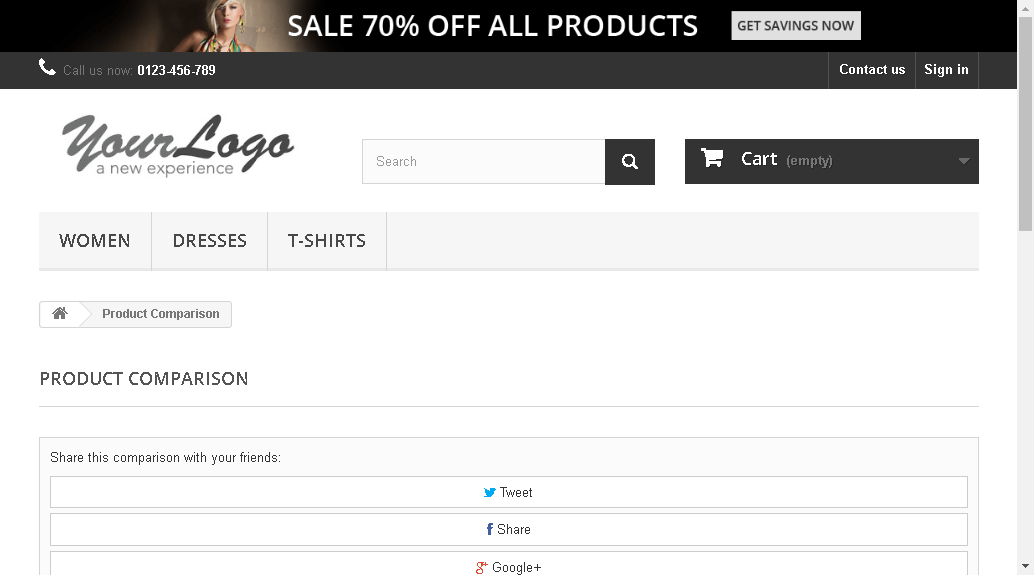 SALE 70% OFF ALL PRODUCTS GET SAVINGS NOW
Call us now: 0123-456-789 Contact us Sign in
YourLogo
a new experience
Search
Cart (empty)
WOMEN DRESSES T-SHIRTS
Product Comparison
PRODUCT COMPARISON
Share this comparison with your friends:
Tweet
Share
Google+